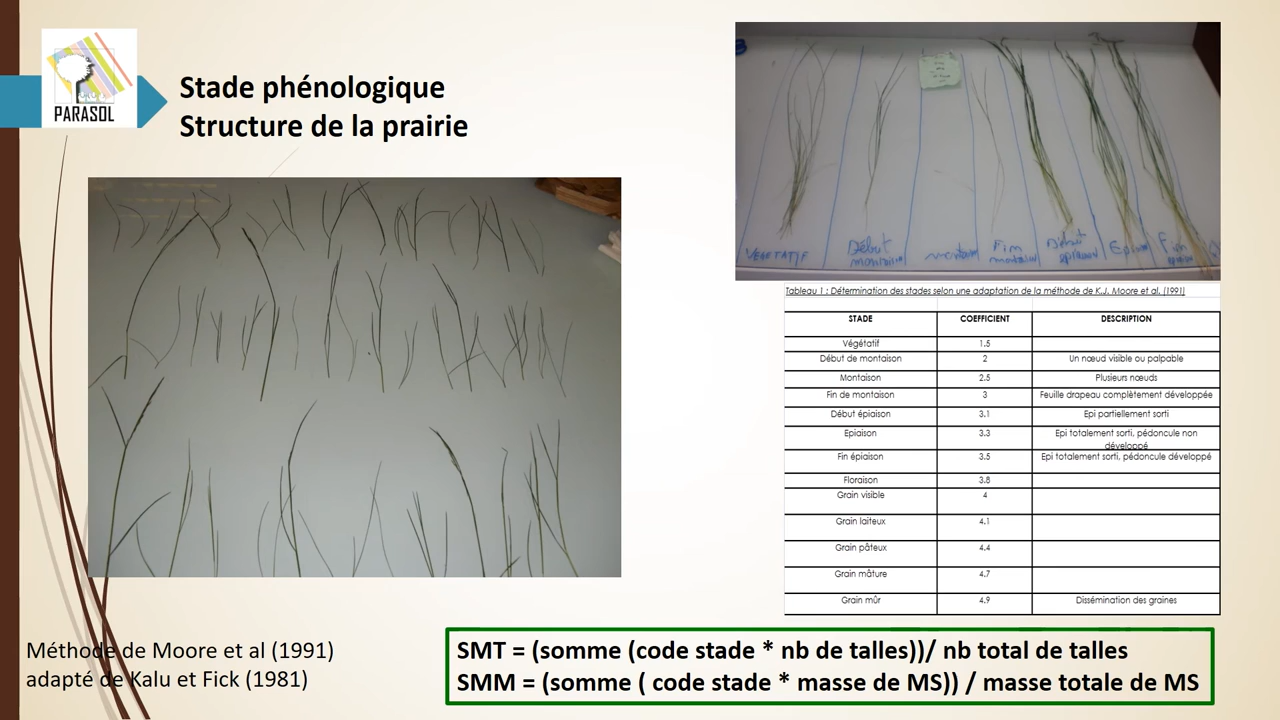 PARASOL
Stade phénologique
Structure de la prairie
VEGETATIF
Début
montaison
montaison
Fin
montaison
Début
épiaison
Epiaison
Fin
épiaison
Tableau 1 : Détermination des stades selon une adaptation de la méthode de K.J. Moore et al. (1991)
STADE COEFFICIENT DESCRIPTION
Végétatif 1.5
Début de montaison 2 Un nœud visible ou palpable
Montaison 2.5 Plusieurs nœuds
Fin de montaison 3 Feuille drapeau complètement développée
Début épiaison 3.1 Epi partiellement sorti
Epiaison 3.3 Epi totalement sorti, pédoncule non
développé
Fin épiaison 3.5 Epi totalement sorti, pédoncule développé
Floraison 3.8
Grain visible 4
Grain laiteux 4.1
Grain pâteux 4.4
Grain mâture 4.7
Grain mûr 4.9 Dissémination des graines
Méthode de Moore et al (1991)
adapté de Kalu et Fick (1981)
SMT = (somme (code stade * nb de talles))/ nb total de talles
SMM = (somme ( code stade * masse de MS)) / masse totale de MS